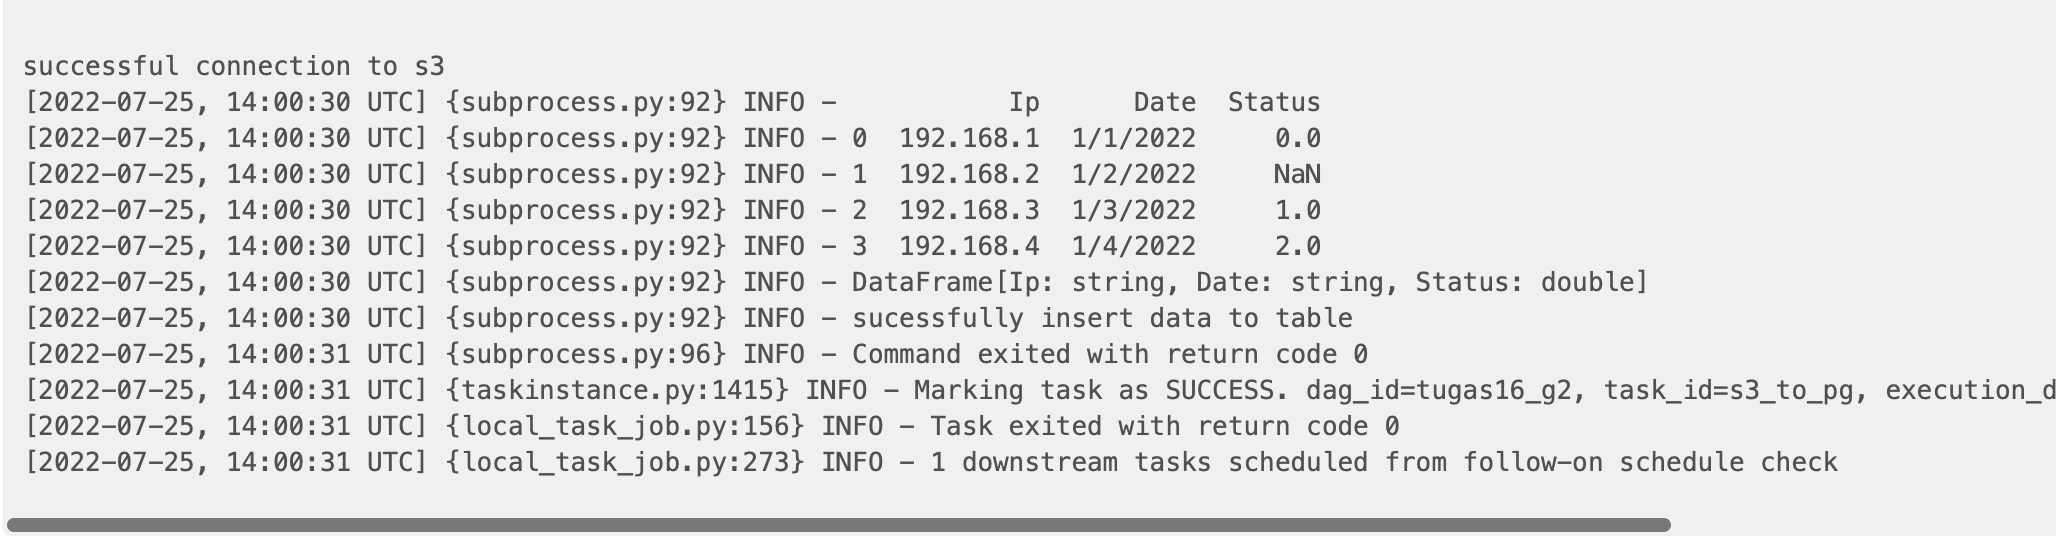 successful connection to s3
[2022-07-25, 14:00:30 UTC] {subprocess.py:92} INFO -           Ip      Date  Status
[2022-07-25, 14:00:30 UTC] {subprocess.py:92} INFO - 0  192.168.1  1/1/2022     0.0
[2022-07-25, 14:00:30 UTC] {subprocess.py:92} INFO - 1  192.168.2  1/2/2022     NaN
[2022-07-25, 14:00:30 UTC] {subprocess.py:92} INFO - 2  192.168.3  1/3/2022     1.0
[2022-07-25, 14:00:30 UTC] {subprocess.py:92} INFO - 3  192.168.4  1/4/2022     2.0
[2022-07-25, 14:00:30 UTC] {subprocess.py:92} INFO - DataFrame[Ip: string, Date: string, Status: double]
[2022-07-25, 14:00:30 UTC] {subprocess.py:92} INFO - sucessfully insert data to table
[2022-07-25, 14:00:31 UTC] {subprocess.py:96} INFO - Command exited with return code 0
[2022-07-25, 14:00:31 UTC] {taskinstance.py:1415} INFO - Marking task as SUCCESS. dag_id=tugas16_g2, task_id=s3_to_pg, execution_d
[2022-07-25, 14:00:31 UTC] {local_task_job.py:156} INFO - Task exited with return code 0
[2022-07-25, 14:00:31 UTC] {local_task_job.py:273} INFO - 1 downstream tasks scheduled from follow-on schedule check